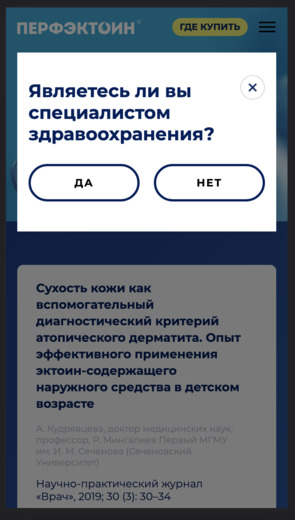 ПЕРФЭКТОИН®
ГДЕ КУПИТЬ
Являетесь ли вы
специалистом
здравоохранения?
ДА
НЕТ
Сухость кожи как
вспомогательный
диагностический критерий
атопического дерматита. Опыт
эффективного применения
эктоин-содержащего
наружного средства в детском
возрасте
А. Кудрявцева, доктор медицинских наук,
профессор, Р. Мингалиев Первый МГМУ
им. И. М. Сеченова (Сеченовский
Университет)
Научно-практический журнал
«Врач», 2019; 30 (3): 30–34